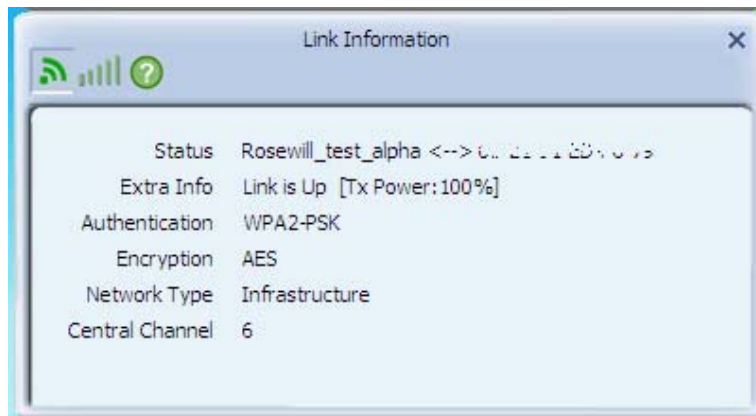 Link Information
Status Rosewill_test_alpha <-->
Extra Info Link is Up [Tx Power:100%]
Authentication WPA2-PSK
Encryption AES
Network Type Infrastructure
Central Channel 6